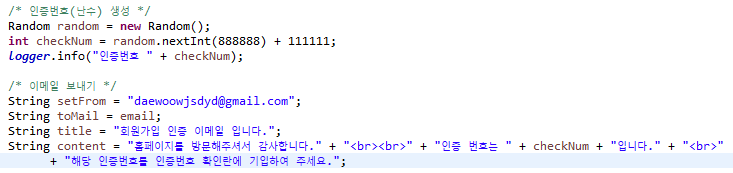 /* 인증번호(난수) 생성 */
Random random = new Random();
int checkNum = random.nextInt(888888) + 111111;
logger.info("인증번호 " + checkNum);
/* 이메일 보내기 */
String setFrom = "daewoowjsdyd@gmail.com";
String toMail = email;
String title = "회원가입 인증 이메일 입니다.";
String content = "홈페이지를 방문해주셔서 감사합니다." + "<br><br>" + "인증 번호는 " + checkNum + "입니다." + "<br>"
+ "해당 인증번호를 인증번호 확인란에 기입하여 주세요.";